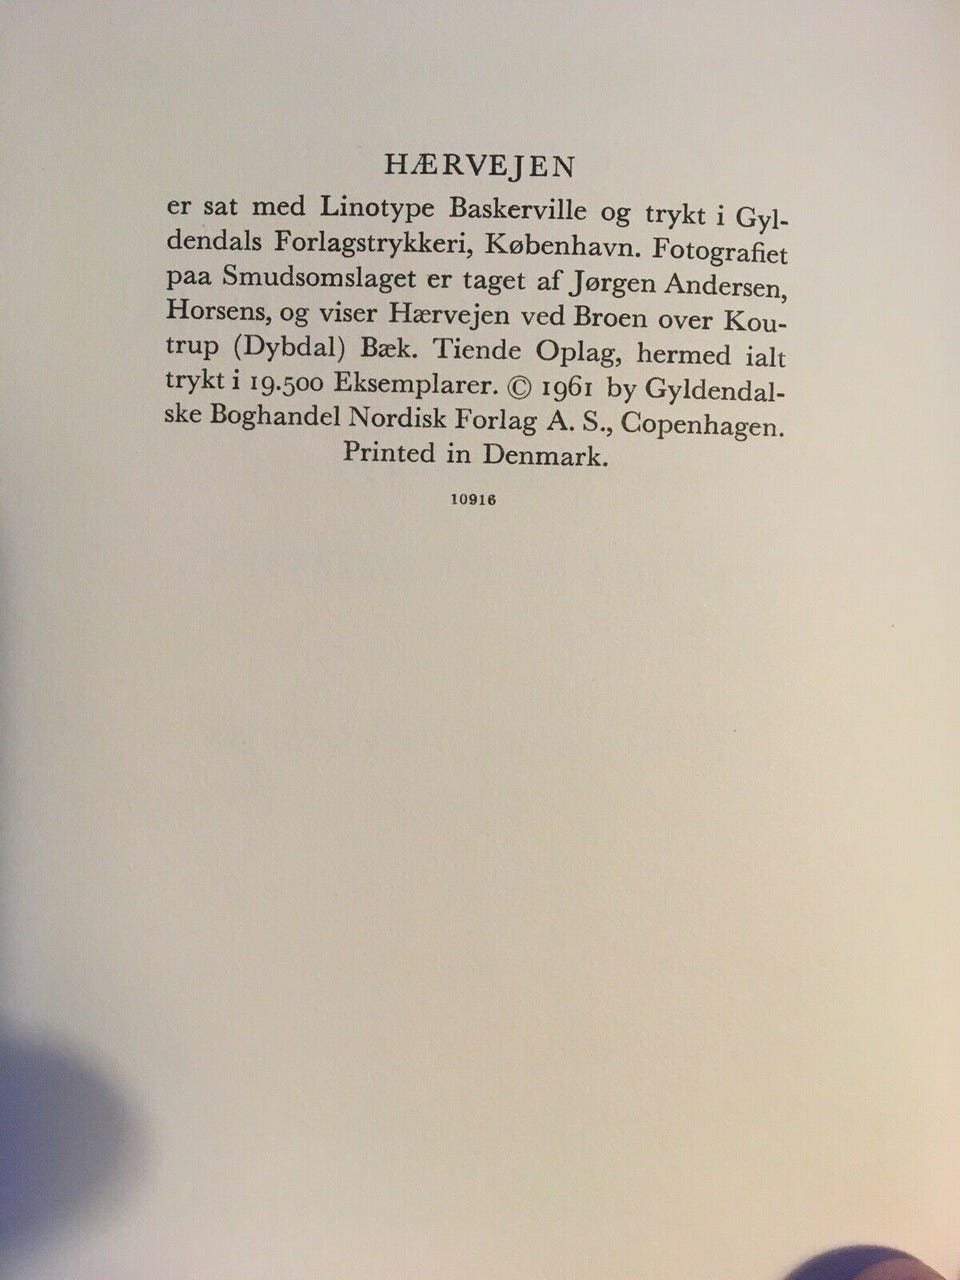 HÆRVEJEN
er sat med Linotype Baskerville og trykt i Gyl-
dendals Forlagstrykkeri, København. Fotografiet
paa Smudsomslaget er taget af Jørgen Andersen,
Horsens, og viser Hærvejen ved Broen over Kou-
trup (Dybdal) Bæk. Tiende Oplag, hermed ialt
trykt i 19.500 Eksemplarer. © 1961 by Gyldendal-
ske Boghandel Nordisk Forlag A. S., Copenhagen.
Printed in Denmark.
10916